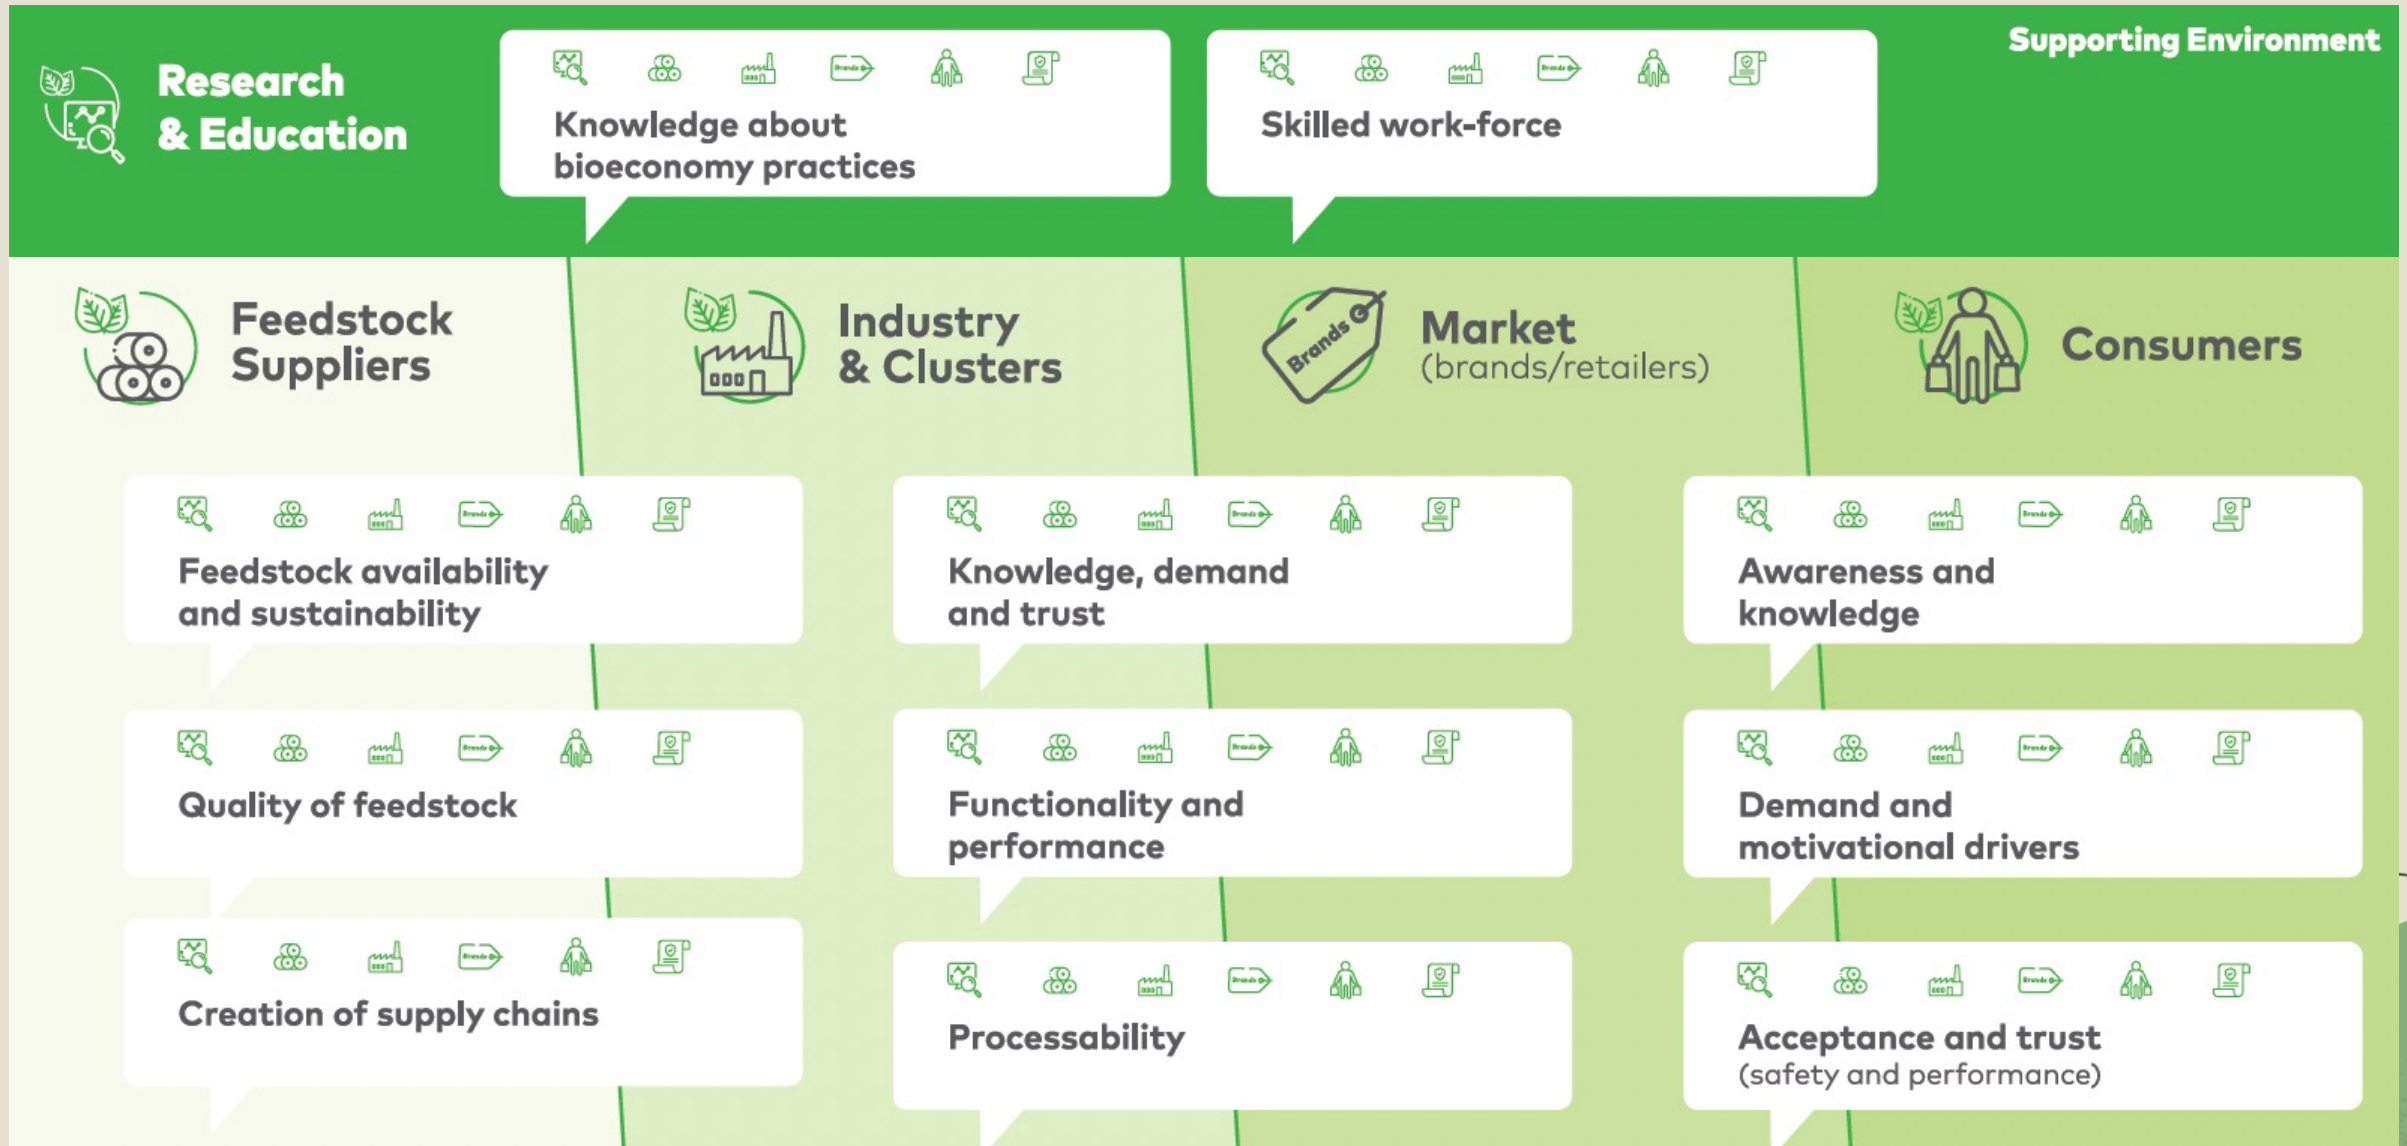 Supporting Environment
Research
& Education
Knowledge about
bioeconomy practices
Skilled work-force
Feedstock
Suppliers
Industry
& Clusters
Brands
Market
(brands/retailers)
Consumers
Feedstock availability
and sustainability
Knowledge, demand
and trust
Awareness and
knowledge
Quality of feedstock
Functionality and
performance
Demand and
motivational drivers
Creation of supply chains
Processability
Acceptance and trust
(safety and performance)